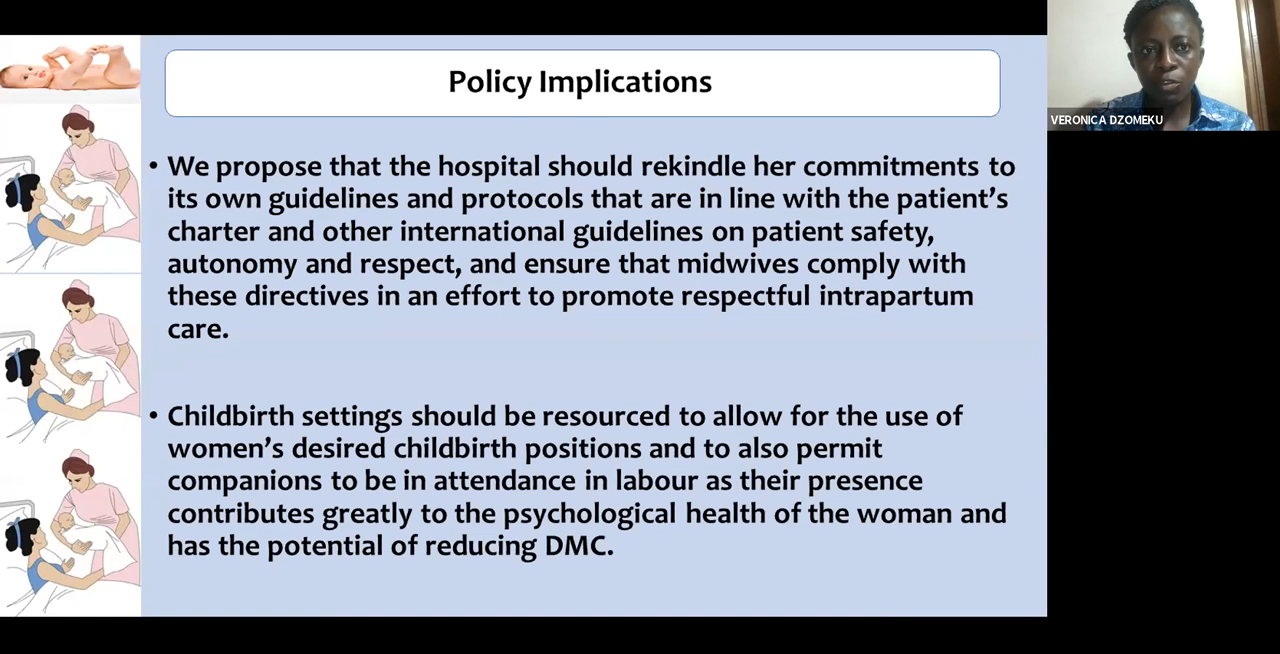 Policy Implications
VERONICA DZOMEKU
• We propose that the hospital should rekindle her commitments to
its own guidelines and protocols that are in line with the patient’s
charter and other international guidelines on patient safety,
autonomy and respect, and ensure that midwives comply with
these directives in an effort to promote respectful intrapartum
care.
• Childbirth settings should be resourced to allow for the use of
women’s desired childbirth positions and to also permit
companions to be in attendance in labour as their presence
contributes greatly to the psychological health of the woman and
has the potential of reducing DMC.